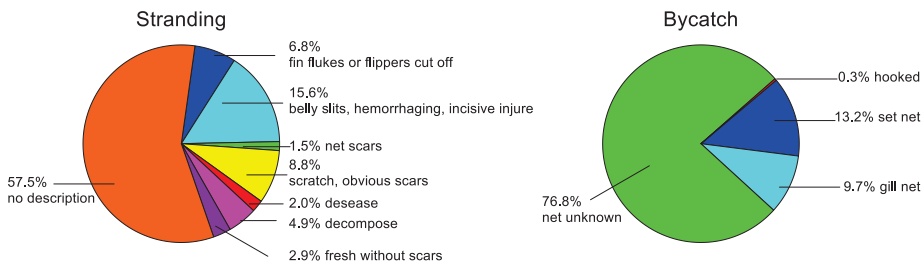 Stranding
6.8%
fin flukes or flippers cut off
15.6%
belly slits, hemorrhaging, incisive injure
1.5% net scars
8.8%
scratch, obvious scars
2.0% desease
4.9% decompose
2.9% fresh without scars
57.5%
no description
Bycatch
0.3% hooked
13.2% set net
9.7% gill net
76.8%
net unknown